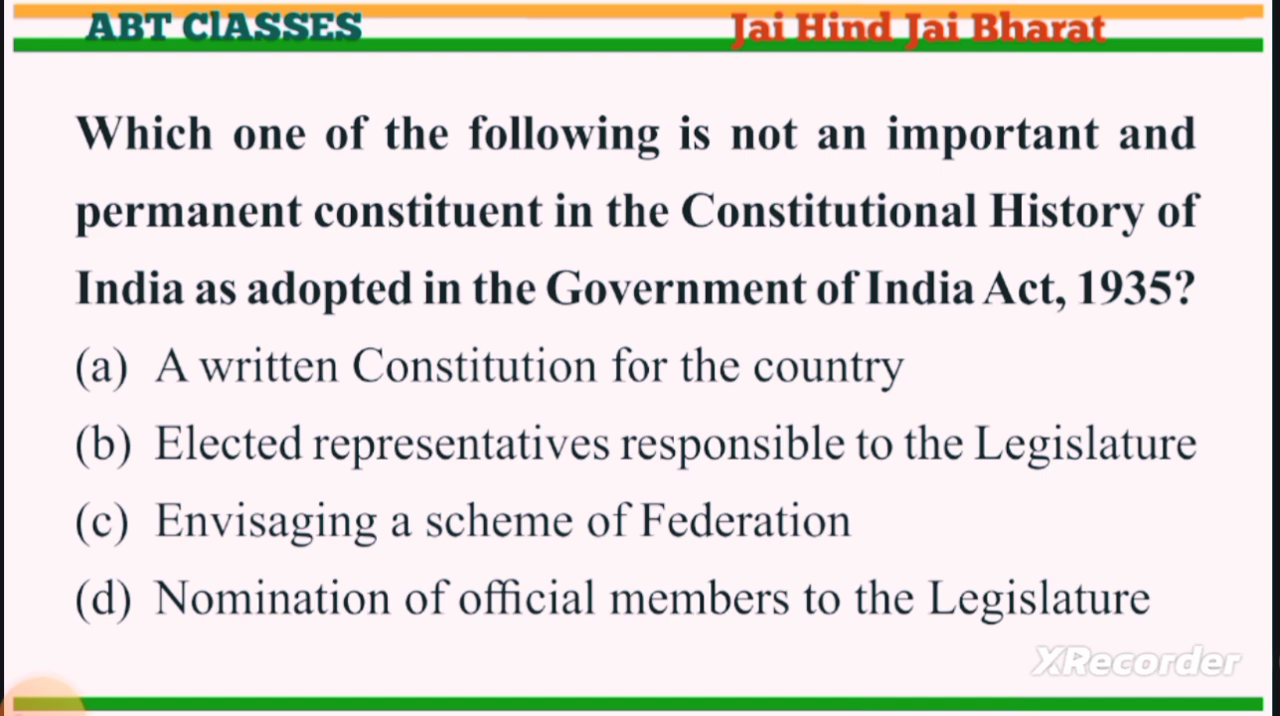 ABT ClASSES
Jai Hind Jai Bharat
Which one of the following is not an important and
permanent constituent in the Constitutional History of
India as adopted in the Government of India Act, 1935?
(a) A written Constitution for the country
(b) Elected representatives responsible to the Legislature
(c) Envisaging a scheme of Federation
(d) Nomination of official members to the Legislature
XRecorder